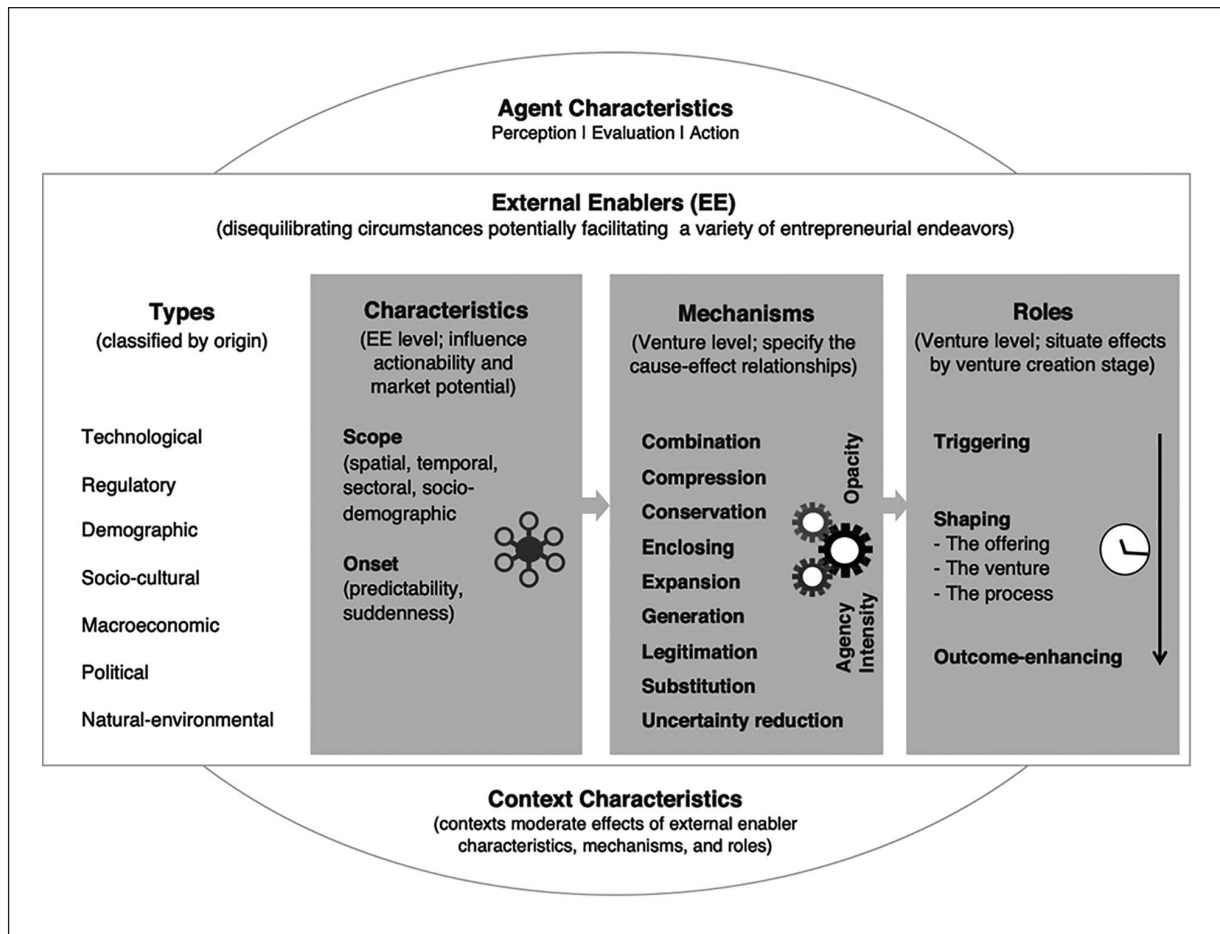 Agent Characteristics
Perception | Evaluation | Action
External Enablers (EE)
(disequilibrating circumstances potentially facilitating a variety of entrepreneurial endeavors)
Types
(classified by origin)
Technological
Regulatory
Demographic
Socio-cultural
Macroeconomic
Political
Natural-environmental
Characteristics
(EE level; influence
actionability and
market potential)
Scope
(spatial, temporal,
sectoral, socio-
demographic
Onset
(predictability,
suddenness)
Mechanisms
(Venture level; specify the
cause-effect relationships)
Combination
Compression
Conservation
Enclosing
Expansion
Generation
Legitimation
Substitution
Uncertainty reduction
Opacity
Agency
Intensity
Roles
(Venture level; situate effects
by venture creation stage)
Triggering
Shaping
- The offering
- The venture
- The process
Outcome-enhancing
Context Characteristics
(contexts moderate effects of external enabler
characteristics, mechanisms, and roles)